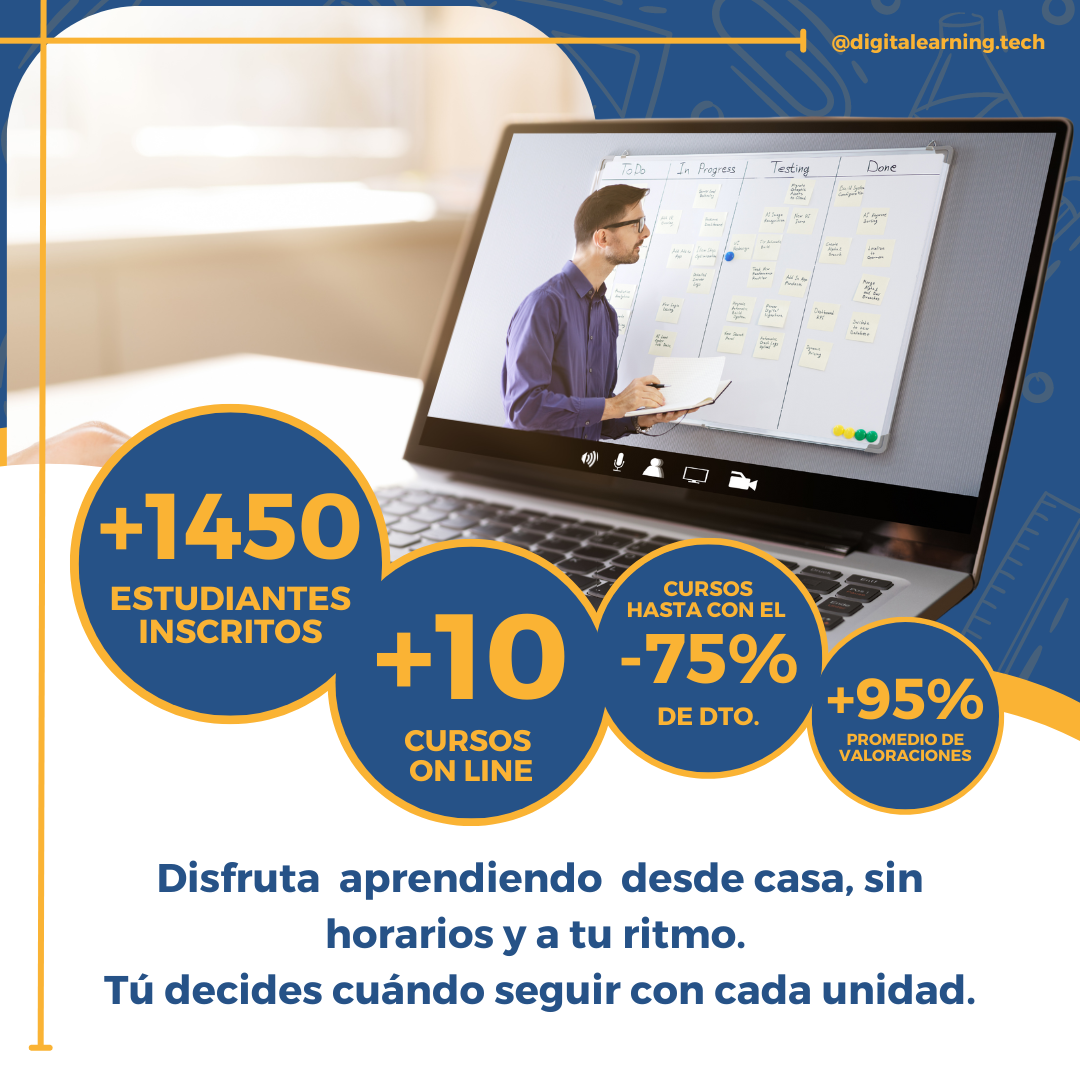 @digitalearning.tech
To Do In Progress Testing Done
+1450
ESTUDIANTES
INSCRITOS
+10
CURSOS
ON LINE
CURSOS
HASTA CON EL
-75%
DE DTO.
+95%
PROMEDIO DE
VALORACIONES
Disfruta aprendiendo desde casa, sin
horarios y a tu ritmo.
Tú decides cuándo seguir con cada unidad.